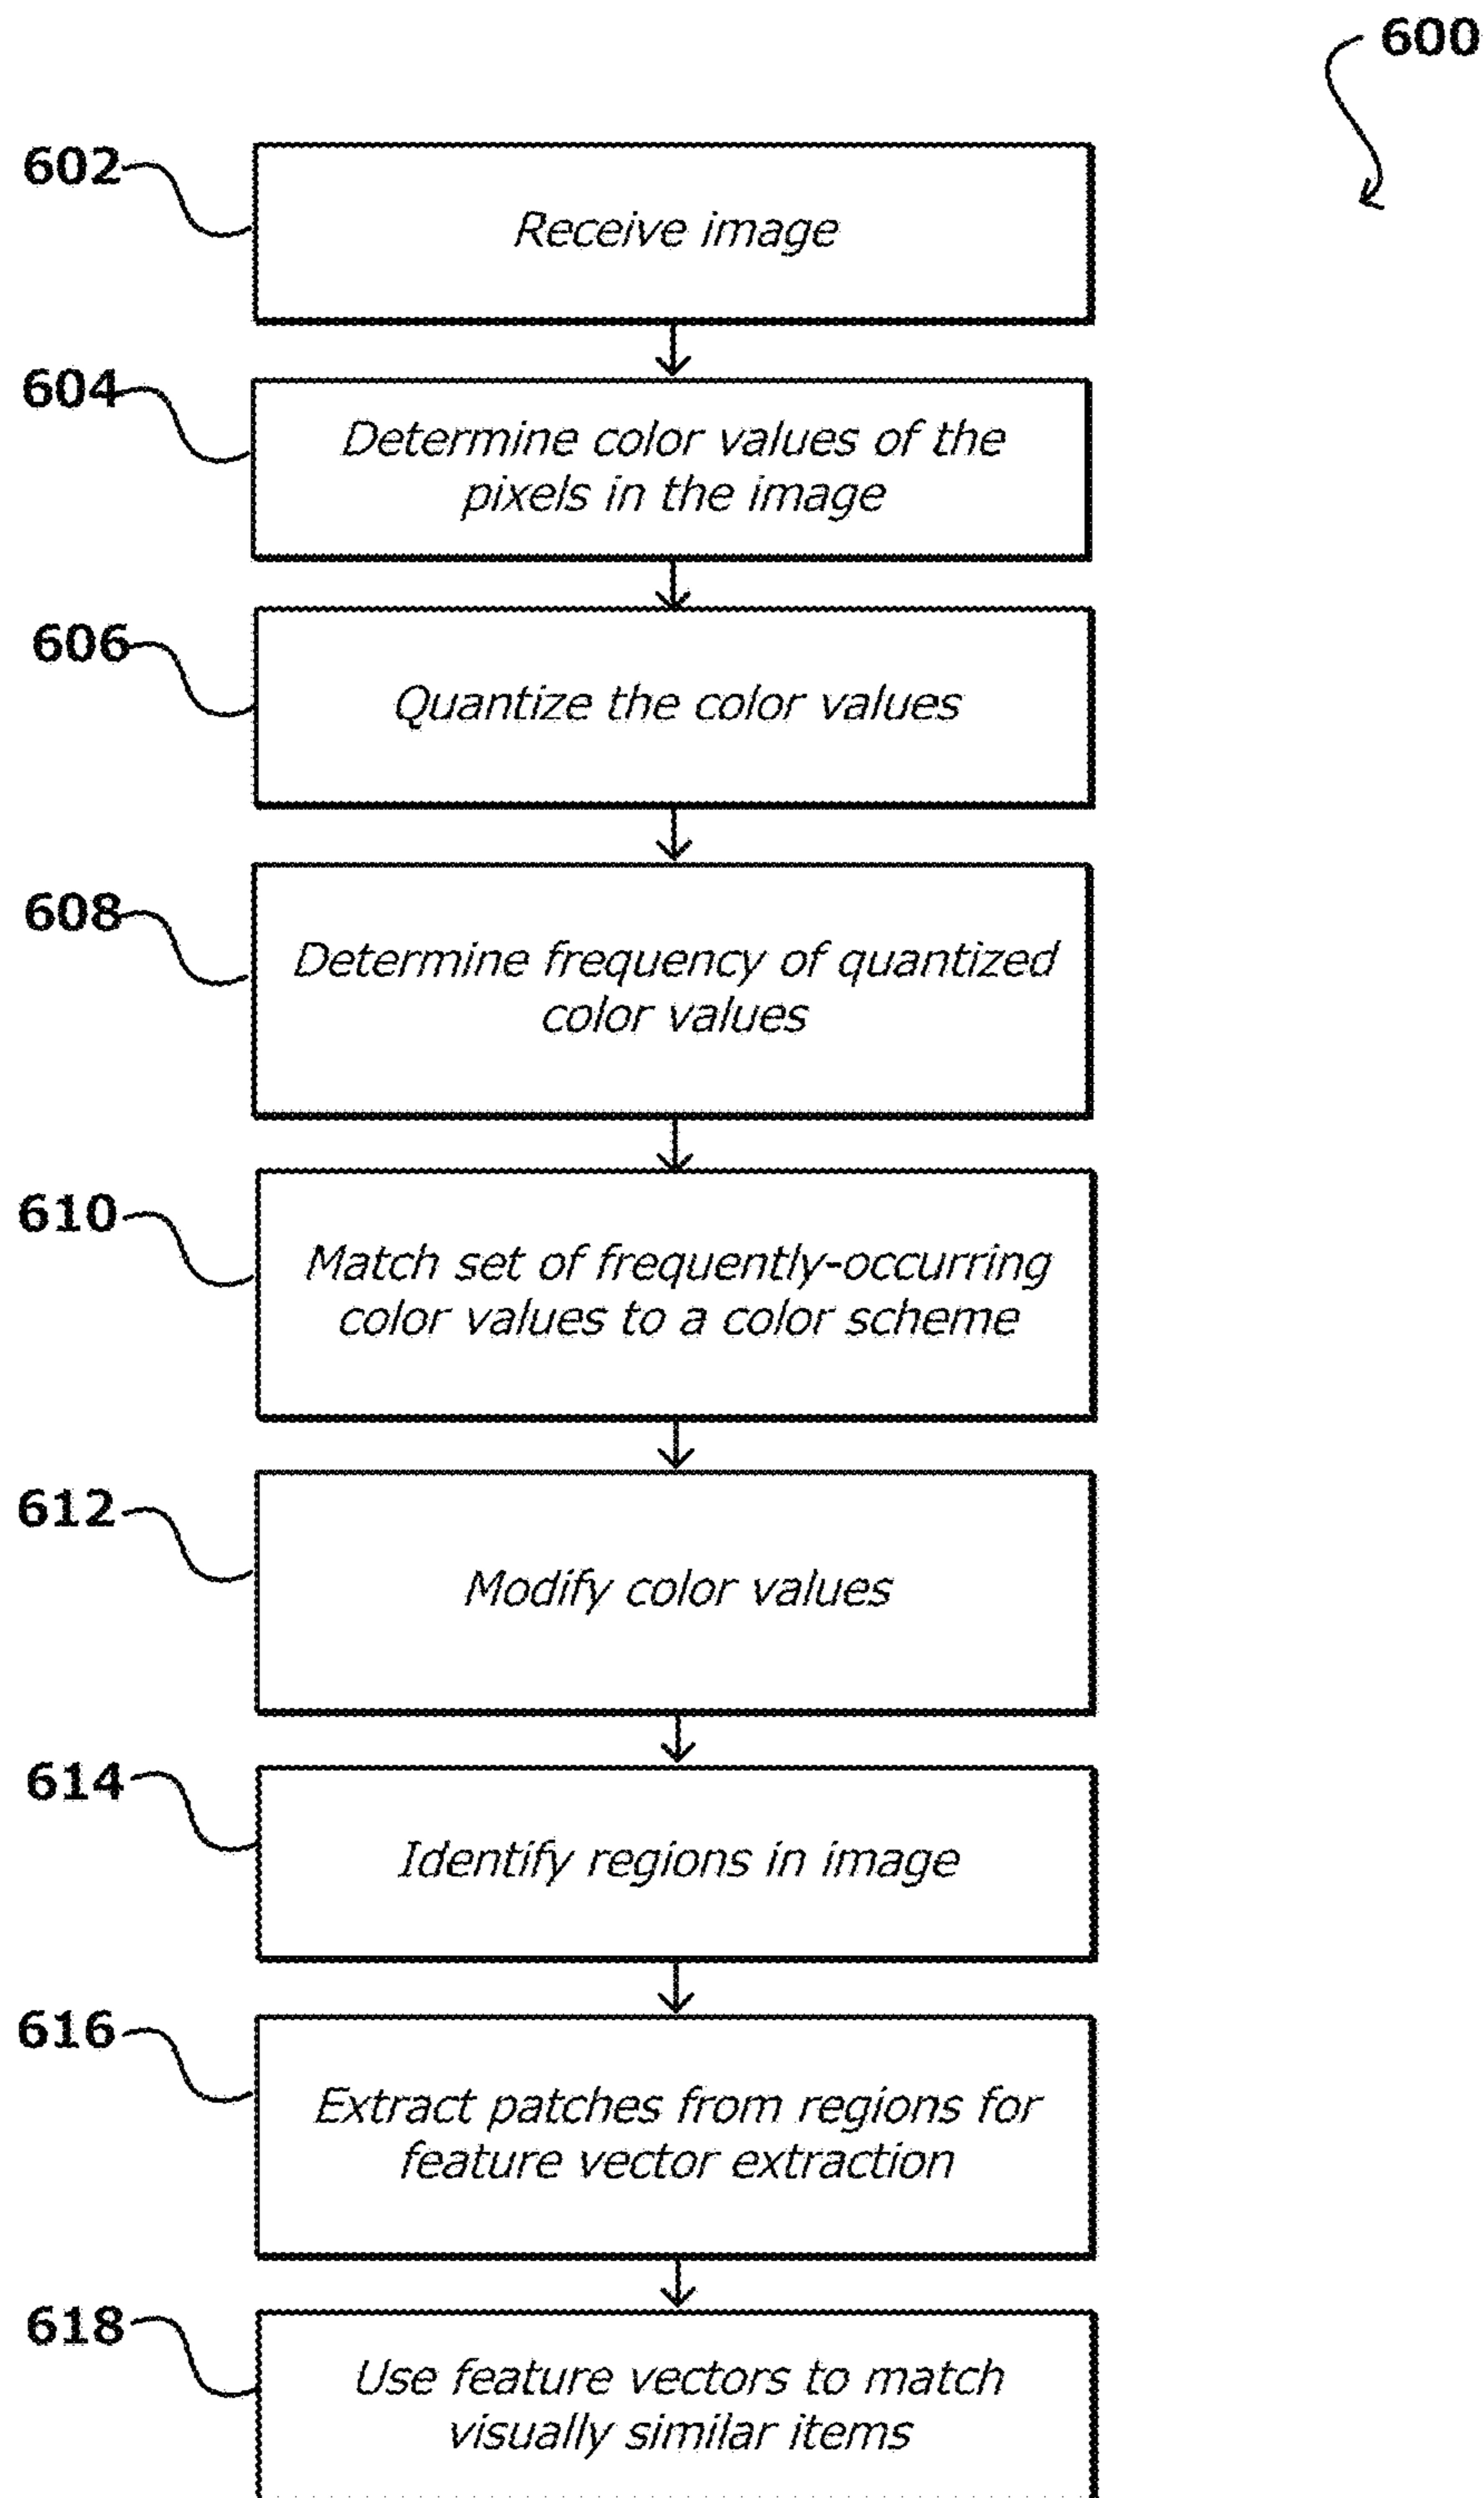 600
602
Receive image
604
Determine color values of the
pixels in the image
606
Quantize the color values
608
Determine frequency of quantized
color values
610
Match set of frequently-occurring
color values to a color scheme
612
Modify color values
614
Identify regions in image
616
Extract patches from regions for
feature vector extraction
618
Use feature vectors to match
visually similar items